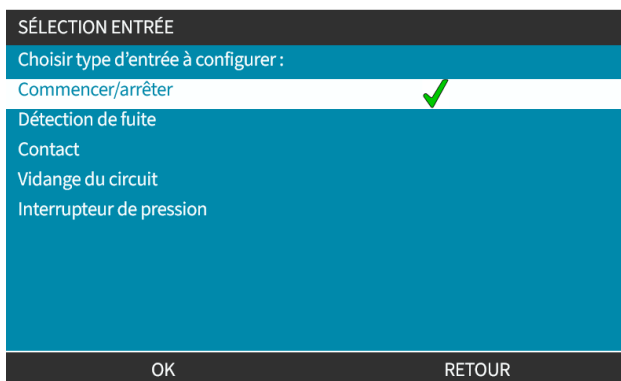 SÉLECTION ENTRÉE
Choisir type d'entrée à configurer :
Commencer/arrêter
Détection de fuite
Contact
Vidange du circuit
Interrupteur de pression
OK RETOUR